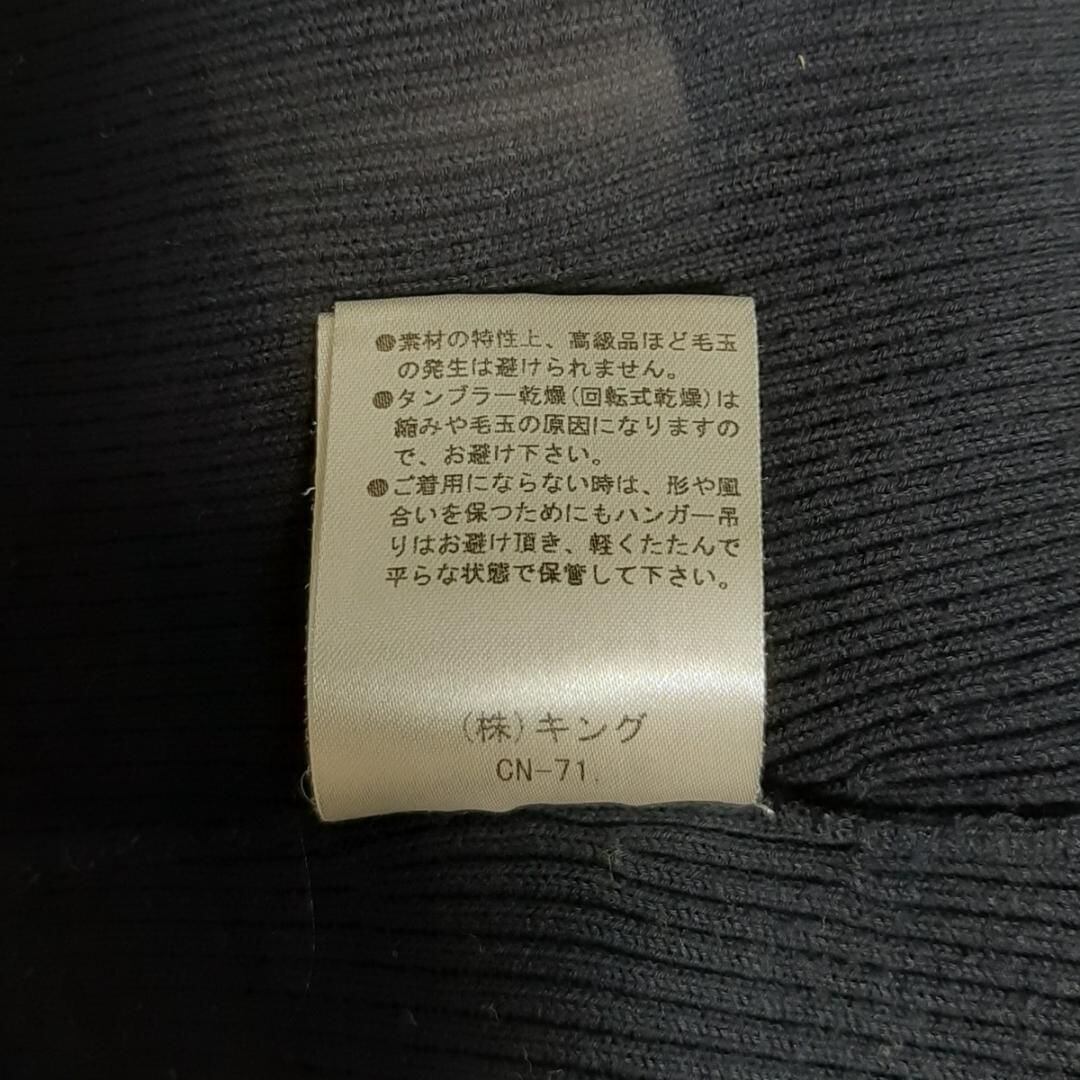 ●素材の特性上、高級品ほど毛玉
の発生は避けられません。
●タンブラー乾燥(回転式乾燥)は
縮みや毛玉の原因になりますの
で、お避け下さい。
●ご着用にならない時は、形や風
合いを保つためにもハンガー吊
りはお避け頂き、軽くたたんで
平らな状態で保管して下さい。
(株)キング
CN-71.